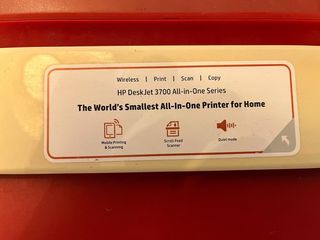 Wireless | Print | Scan | Copy
HP DeskJet 3700 All-in-One Series
The World's Smallest All-In-One Printer for Home
Mobile Printing & Scanning
Scroll-Feed Scanner
Quiet mode